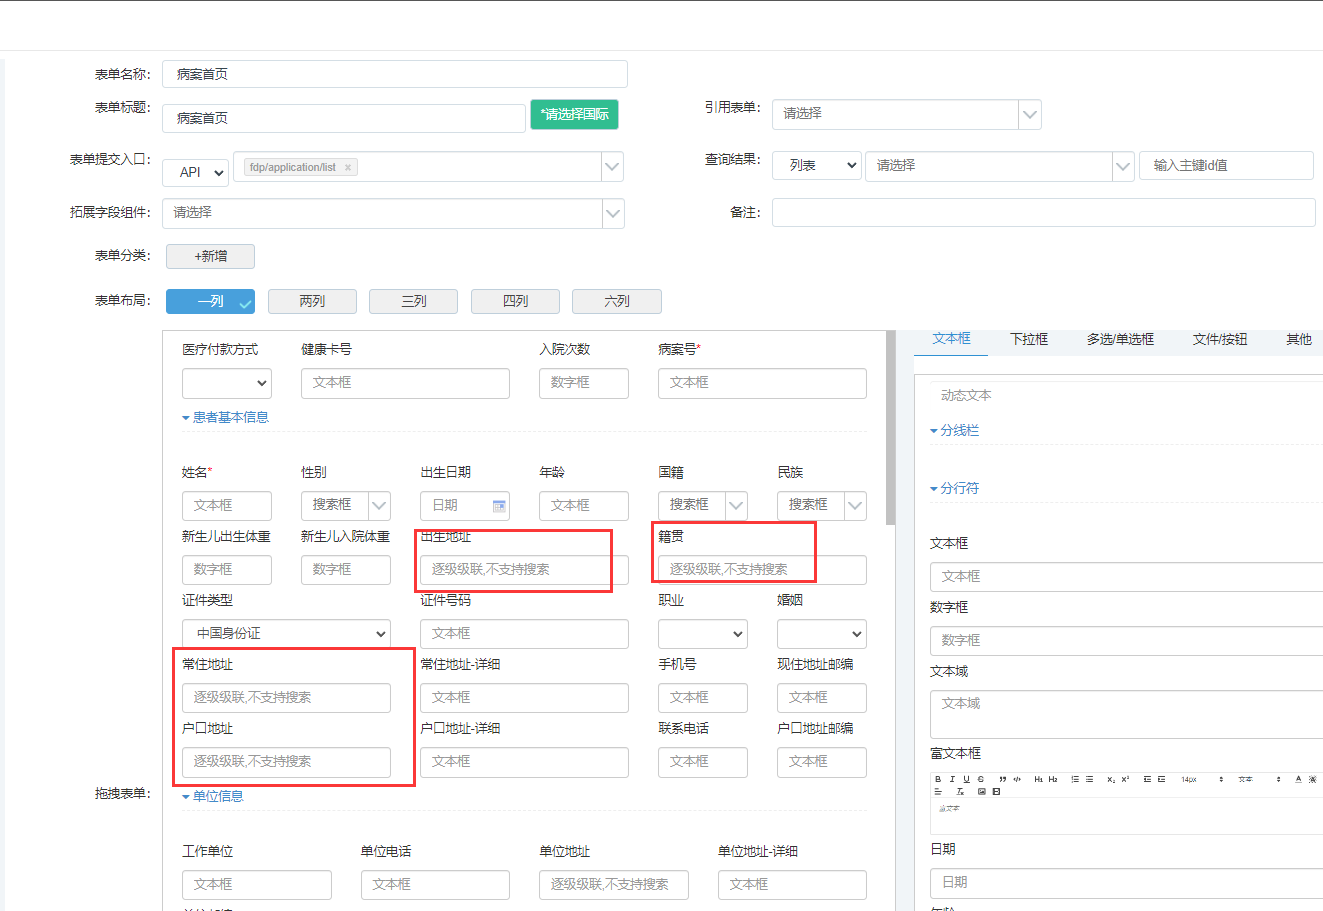 表单名称： 病案首页
表单标题： 病案首页 *请选择国际 引用表单： 请选择
表单提交入口： API fdp/application/list x 查询结果： 列表 请选择 输入主键id值
拓展字段组件： 请选择 备注：
表单分类： +新增
表单布局： 一列 两列 三列 四列 六列
文本框 下拉框 多选/单选框 文件/按钮 其他
医疗付款方式 健康卡号 入院次数 病案号*
文本框 数字框 文本框
患者基本信息
姓名* 性别 出生日期 年龄 国籍 民族
文本框 搜索框 日期 文本框 搜索框 搜索框
新生儿出生体重 新生儿入院体重 出生地址 籍贯
数字框 数字框 逐级级联,不支持搜索 逐级级联,不支持搜索
证件类型 证件号码 职业 婚姻
中国身份证 文本框
常住地址 常住地址-详细 手机号 现住地址邮编
逐级级联,不支持搜索 文本框 文本框 文本框
户口地址 户口地址-详细 联系电话 户口地址邮编
逐级级联,不支持搜索 文本框 文本框 文本框
拖拽表单：
单位信息
工作单位 单位电话 单位地址 单位地址-详细
文本框 文本框 逐级级联,不支持搜索 文本框
动态文本
分线栏
分行符
文本框
文本框
数字框
数字框
文本域
文本域
富文本框
B I U S H1 H2 X₂ X² 14px 文本 A
富文本
日期
日期